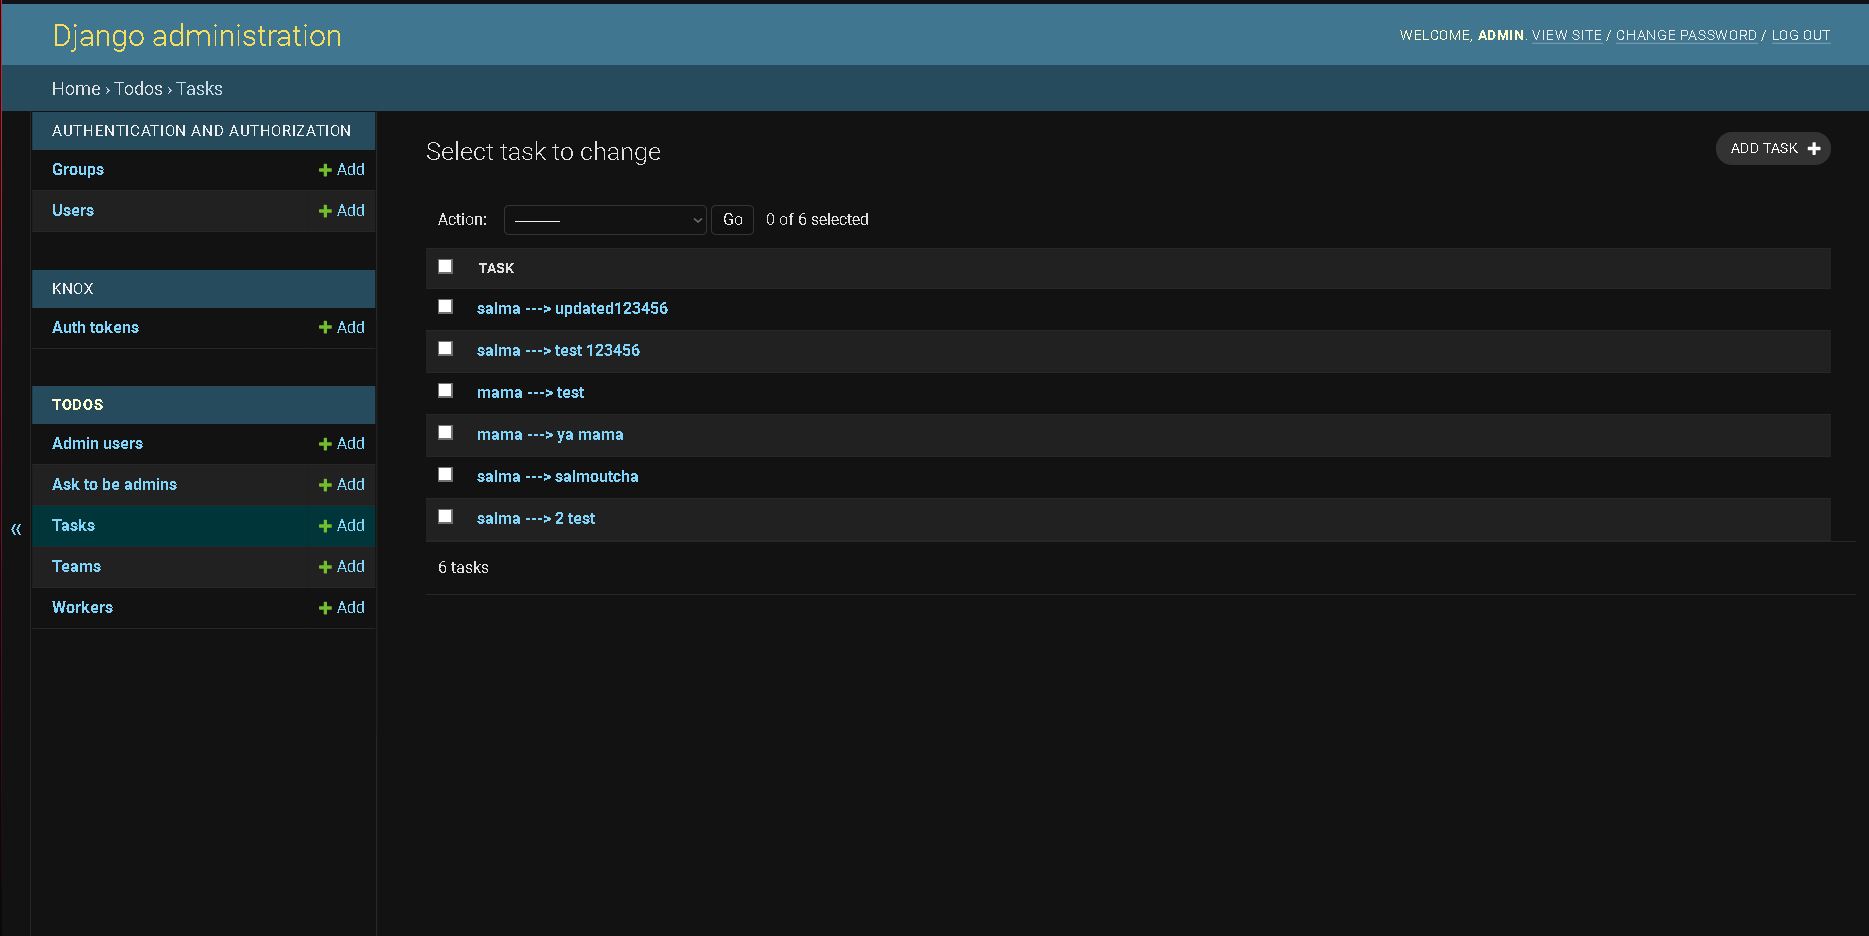 Django administration
WELCOME, ADMIN. VIEW SITE / CHANGE PASSWORD / LOG OUT
Home › Todos › Tasks
AUTHENTICATION AND AUTHORIZATION
Groups + Add
Users + Add
KNOX
Auth tokens + Add
TODOS
Admin users + Add
Ask to be admins + Add
Tasks + Add
Teams + Add
Workers + Add
«
Select task to change
ADD TASK +
Action: --------- Go 0 of 6 selected
TASK
salma ---> updated123456
salma ---> test 123456
mama ---> test
mama ---> ya mama
salma ---> salmoutcha
salma ---> 2 test
6 tasks